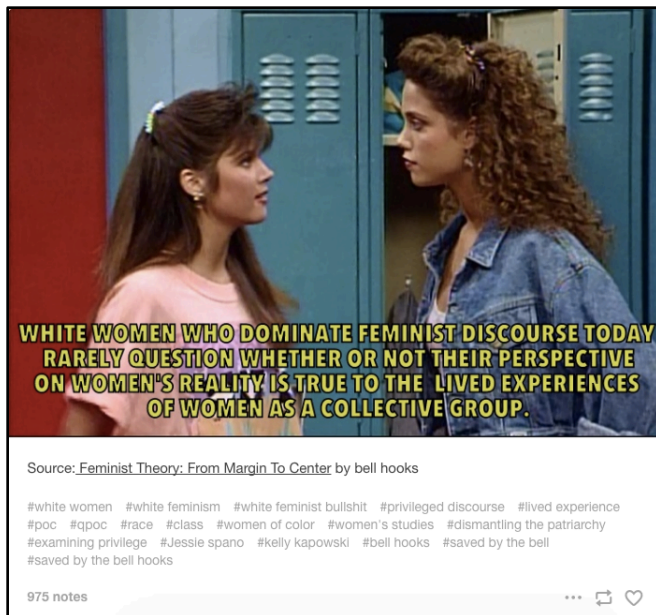 WHITE WOMEN WHO DOMINATE FEMINIST DISCOURSE TODAY
RARELY QUESTION WHETHER OR NOT THEIR PERSPECTIVE
ON WOMEN'S REALITY IS TRUE TO THE LIVED EXPERIENCES
OF WOMEN AS A COLLECTIVE GROUP.
Source: Feminist Theory: From Margin To Center by bell hooks
#white women #white feminism #white feminist bullshit #privileged discourse #lived experience
#poc #qpoc #race #class #women of color #women's studies #dismantling the patriarchy
#examining privilege #Jessie spano #kelly kapowski #bell hooks #saved by the bell
#saved by the bell hooks
975 notes